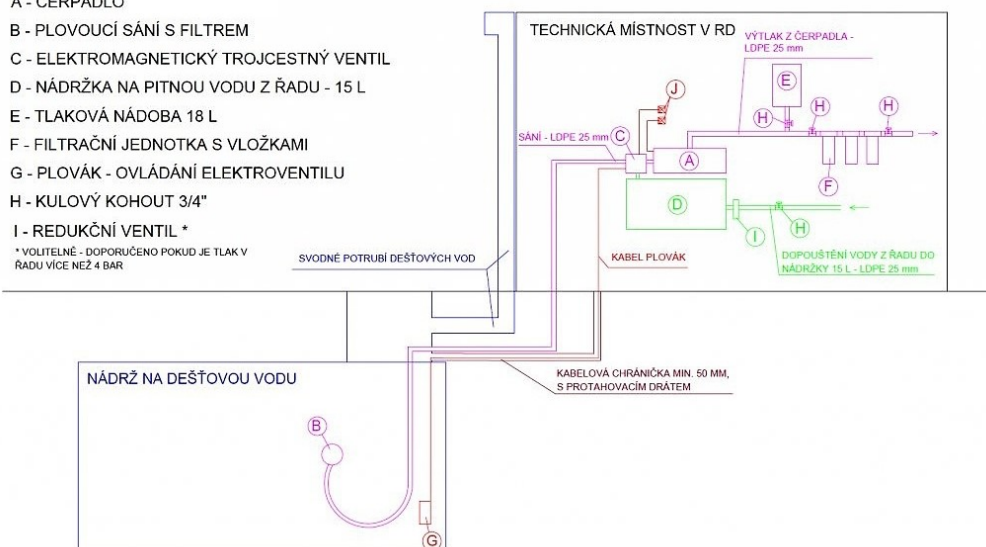 A - ČERPADLO
B - PLOVOUCÍ SÁNÍ S FILTREM
C - ELEKTROMAGNETICKÝ TROJCESTNÝ VENTIL
D - NÁDRŽKA NA PITNOU VODU Z ŘADU - 15 L
E - TLAKOVÁ NÁDOBA 18 L
F - FILTRAČNÍ JEDNOTKA S VLOŽKAMI
G - PLOVÁK - OVLÁDÁNÍ ELEKTROVENTILU
H - KULOVÝ KOHOUT 3/4"
I - REDUKČNÍ VENTIL *
* VOLITELNĚ - DOPORUČENO POKUD JE TLAK V
ŘADU VÍCE NEŽ 4 BAR
SVODNÉ POTRUBÍ DEŠŤOVÝCH VOD
TECHNICKÁ MÍSTNOST V RD
VÝTLAK Z ČERPADLA -
LDPE 25 mm
E
J
H
H
H
SÁNÍ - LDPE 25 mm
C
A
F
D
H
I
KABEL PLOVÁK
DOPOUŠTĚNÍ VODY Z ŘADU DO
NÁDRŽKY 15 L - LDPE 25 mm
KABELOVÁ CHRÁNIČKA MIN. 50 MM,
S PROTAHOVACÍM DRÁTEM
NÁDRŽ NA DEŠŤOVOU VODU
B
G